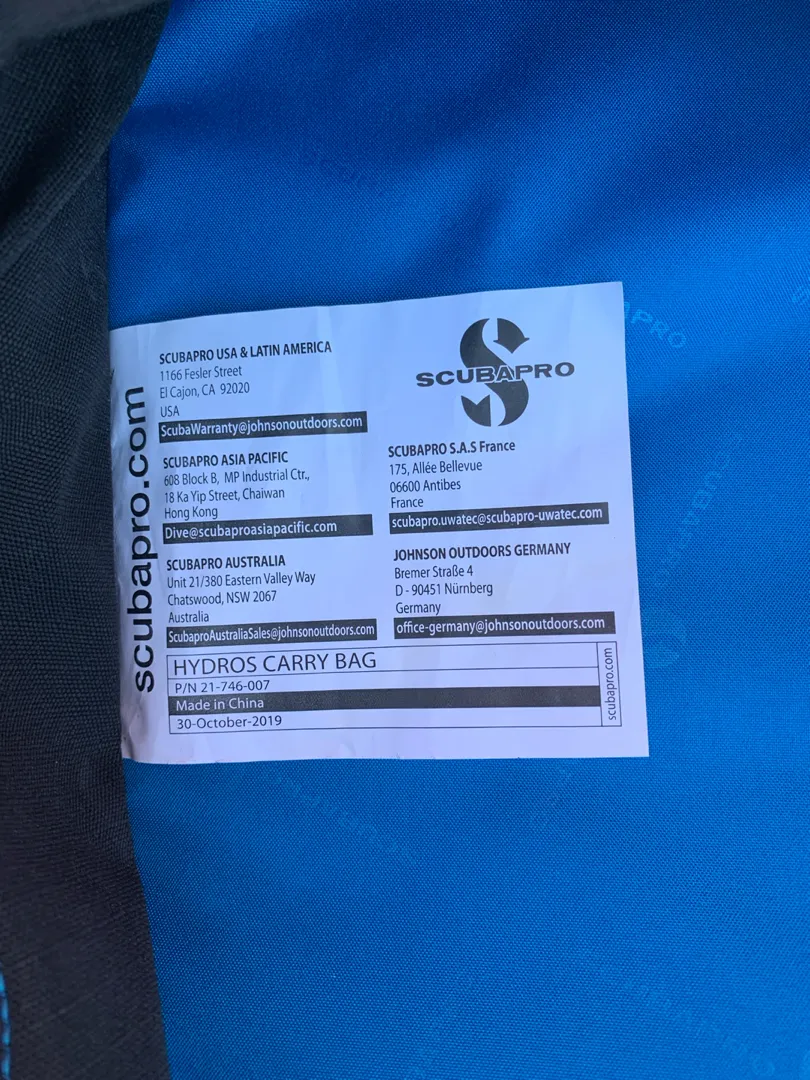 scubapro.com
SCUBAPRO USA & LATIN AMERICA
1166 Fesler Street
El Cajon, CA 92020
USA
ScubaWarranty@johnsonoutdoors.com
SCUBAPRO
SCUBAPRO ASIA PACIFIC
608 Block B, MP Industrial Ctr.,
18 Ka Yip Street, Chaiwan
Hong Kong
Dive@scubaproasiapacific.com
SCUBAPRO S.A.S France
175, Allée Bellevue
06600 Antibes
France
scubapro.uwatec@scubapro-uwatec.com
SCUBAPRO AUSTRALIA
Unit 21/380 Eastern Valley Way
Chatswood, NSW 2067
Australia
ScubaproAustraliaSales@johnsonoutdoors.com
JOHNSON OUTDOORS GERMANY
Bremer Straße 4
D - 90451 Nürnberg
Germany
office-germany@johnsonoutdoors.com
HYDROS CARRY BAG
P/N 21-746-007
Made in China
30-October-2019
scubapro.com
SCUBAPRO